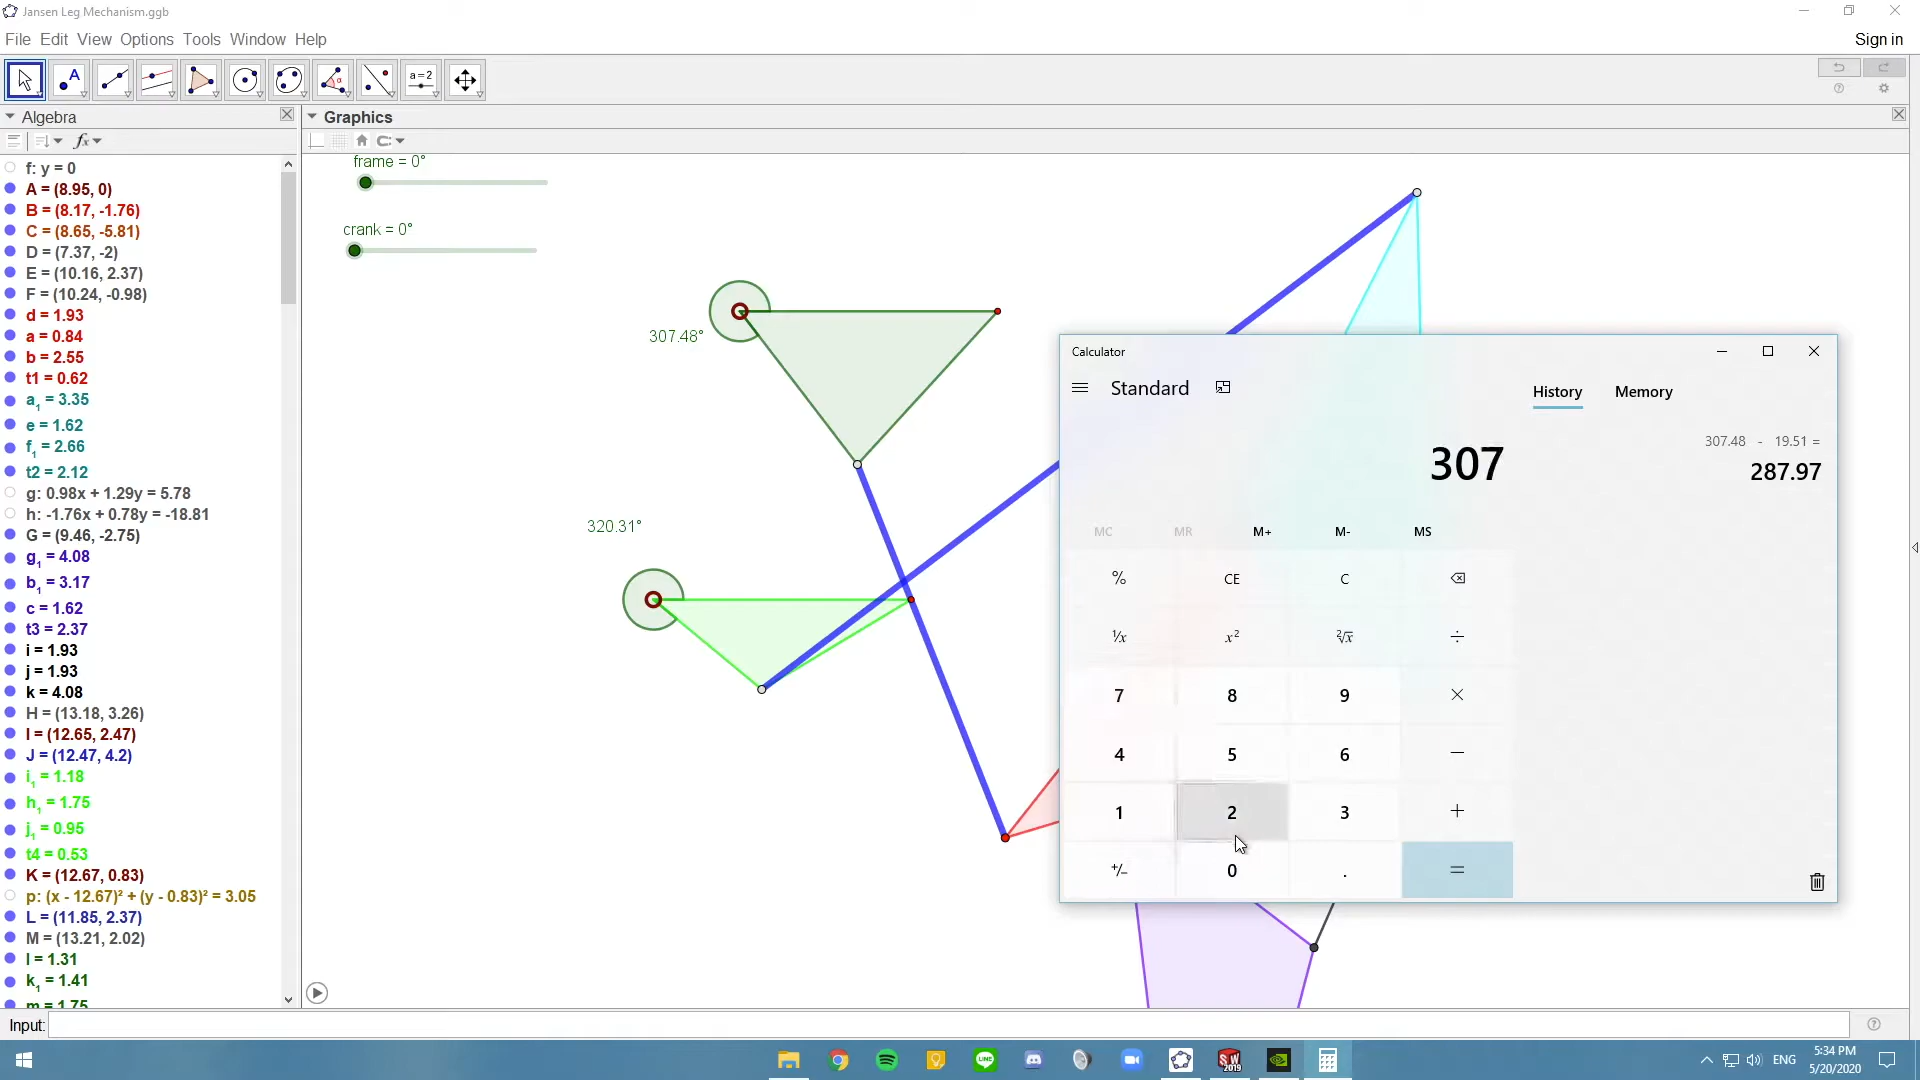 Jansen Leg Mechanism.ggb
File Edit View Options Tools Window Help
Sign in
A
α
a=2
Algebra
Graphics
f: y = 0
A = (8.95, 0)
B = (8.17, -1.76)
C = (8.65, -5.81)
D = (7.37, -2)
E = (10.16, 2.37)
F = (10.24, -0.98)
d = 1.93
a = 0.84
b = 2.55
t1 = 0.62
a₁ = 3.35
e = 1.62
f₁ = 2.66
t2 = 2.12
g: 0.98x + 1.29y = 5.78
h: -1.76x + 0.78y = -18.81
G = (9.46, -2.75)
g₁ = 4.08
b₁ = 3.17
c = 1.62
t3 = 2.37
i = 1.93
j = 1.93
k = 4.08
H = (13.18, 3.26)
I = (12.65, 2.47)
J = (12.47, 4.2)
i₁ = 1.18
h₁ = 1.75
j₁ = 0.95
t4 = 0.53
K = (12.67, 0.83)
p: (x - 12.67)² + (y - 0.83)² = 3.05
L = (11.85, 2.37)
M = (13.21, 2.02)
l = 1.31
k₁ = 1.41
m = 1.75
frame = 0°
crank = 0°
307.48°
320.31°
Calculator
Standard
History Memory
307
307.48 - 19.51 =
287.97
MC MR M+ M- MS
% CE C
¹/x x² ²√x ÷
7 8 9 ×
4 5 6 −
1 2 3 +
+/− 0 . =
Input:
SW 2019
ENG
5:34 PM
5/20/2020